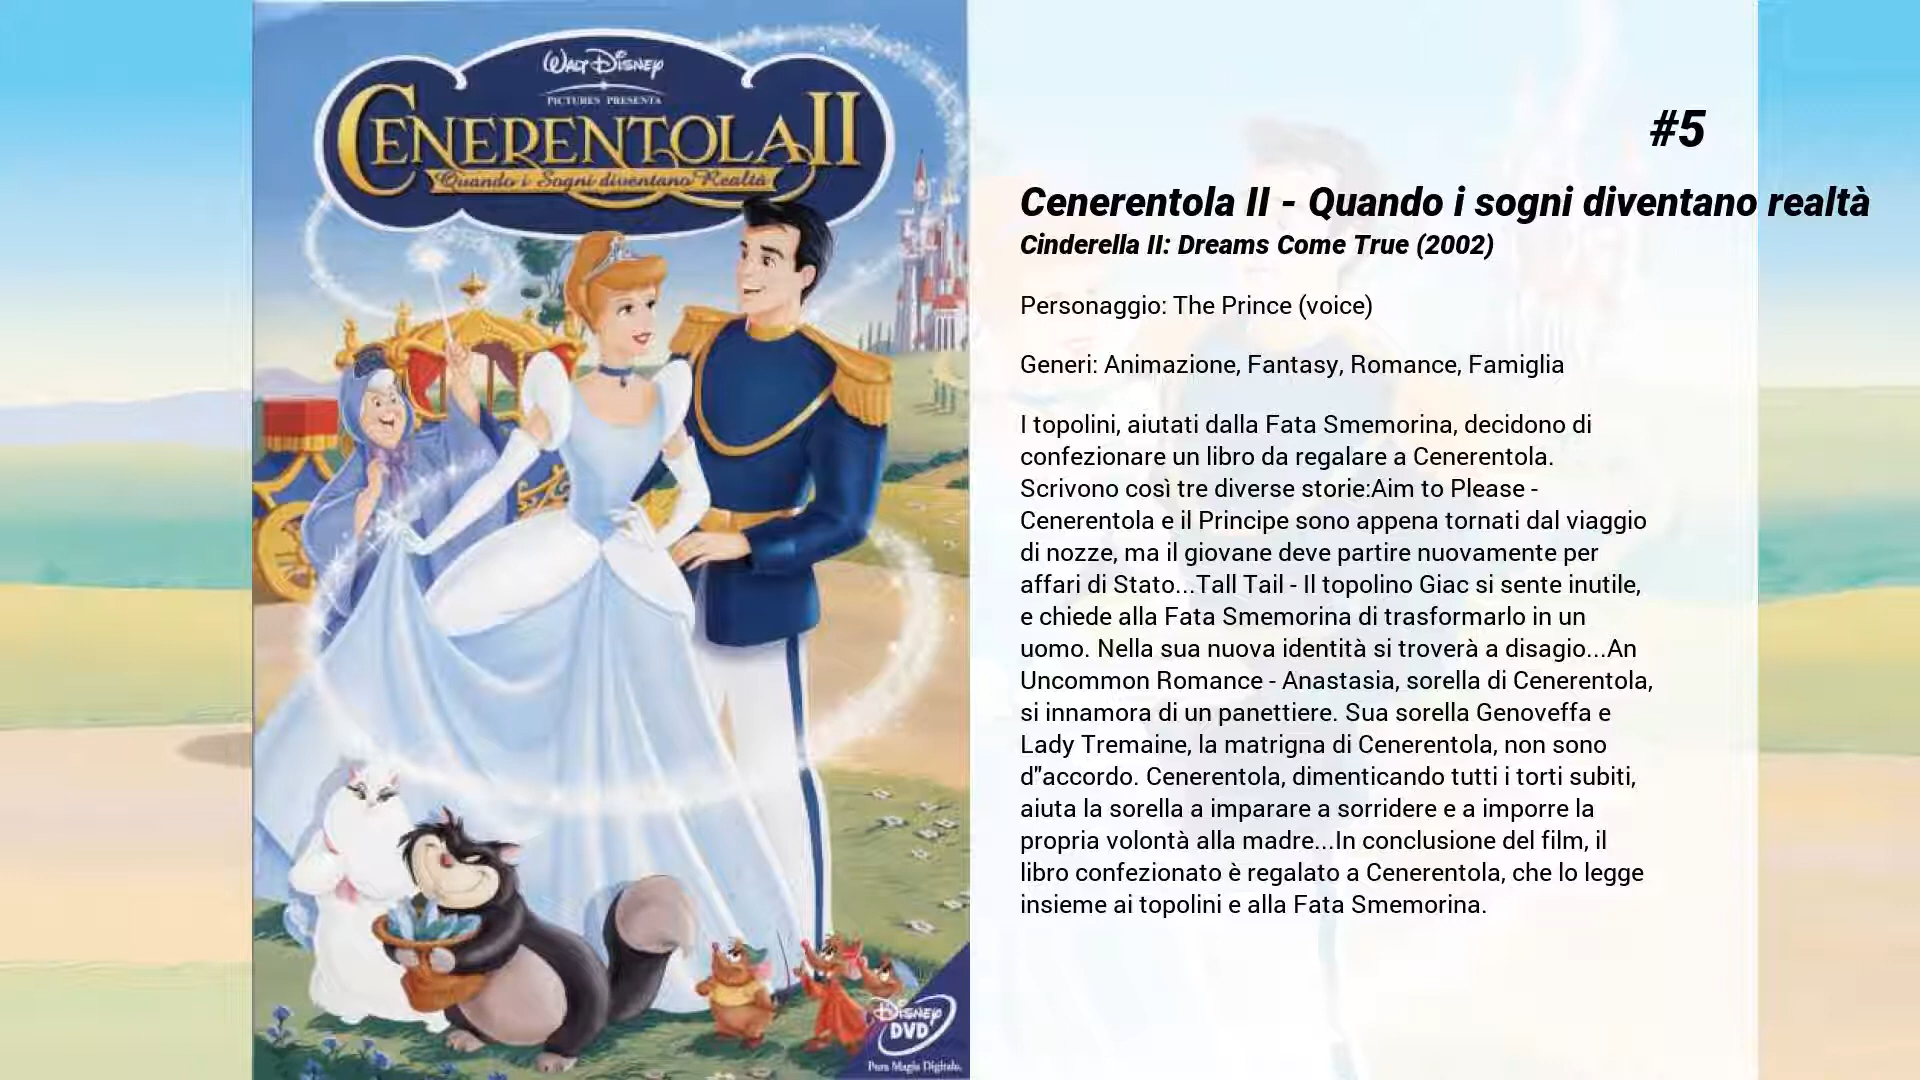 WALT DISNEY
PICTURES PRESENTA
CENERENTOLA II
Quando i Sogni diventano Realtà
DISNEY
DVD
Pura Magia Digitale.
#5
Cenerentola II - Quando i sogni diventano realtà
Cinderella II: Dreams Come True (2002)
Personaggio: The Prince (voice)
Generi: Animazione, Fantasy, Romance, Famiglia
I topolini, aiutati dalla Fata Smemorina, decidono di
confezionare un libro da regalare a Cenerentola.
Scrivono così tre diverse storie:Aim to Please -
Cenerentola e il Principe sono appena tornati dal viaggio
di nozze, ma il giovane deve partire nuovamente per
affari di Stato...Tall Tail - Il topolino Giac si sente inutile,
e chiede alla Fata Smemorina di trasformarlo in un
uomo. Nella sua nuova identità si troverà a disagio...An
Uncommon Romance - Anastasia, sorella di Cenerentola,
si innamora di un panettiere. Sua sorella Genoveffa e
Lady Tremaine, la matrigna di Cenerentola, non sono
d"accordo. Cenerentola, dimenticando tutti i torti subiti,
aiuta la sorella a imparare a sorridere e a imporre la
propria volontà alla madre...In conclusione del film, il
libro confezionato è regalato a Cenerentola, che lo legge
insieme ai topolini e alla Fata Smemorina.